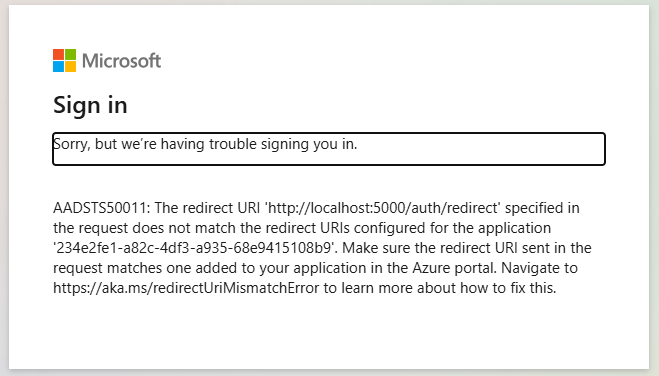 Microsoft
Sign in
Sorry, but we’re having trouble signing you in.
AADSTS50011: The redirect URI 'http://localhost:5000/auth/redirect' specified in
the request does not match the redirect URIs configured for the application
'234e2fe1-a82c-4df3-a935-68e9415108b9'. Make sure the redirect URI sent in the
request matches one added to your application in the Azure portal. Navigate to
https://aka.ms/redirectUriMismatchError to learn more about how to fix this.